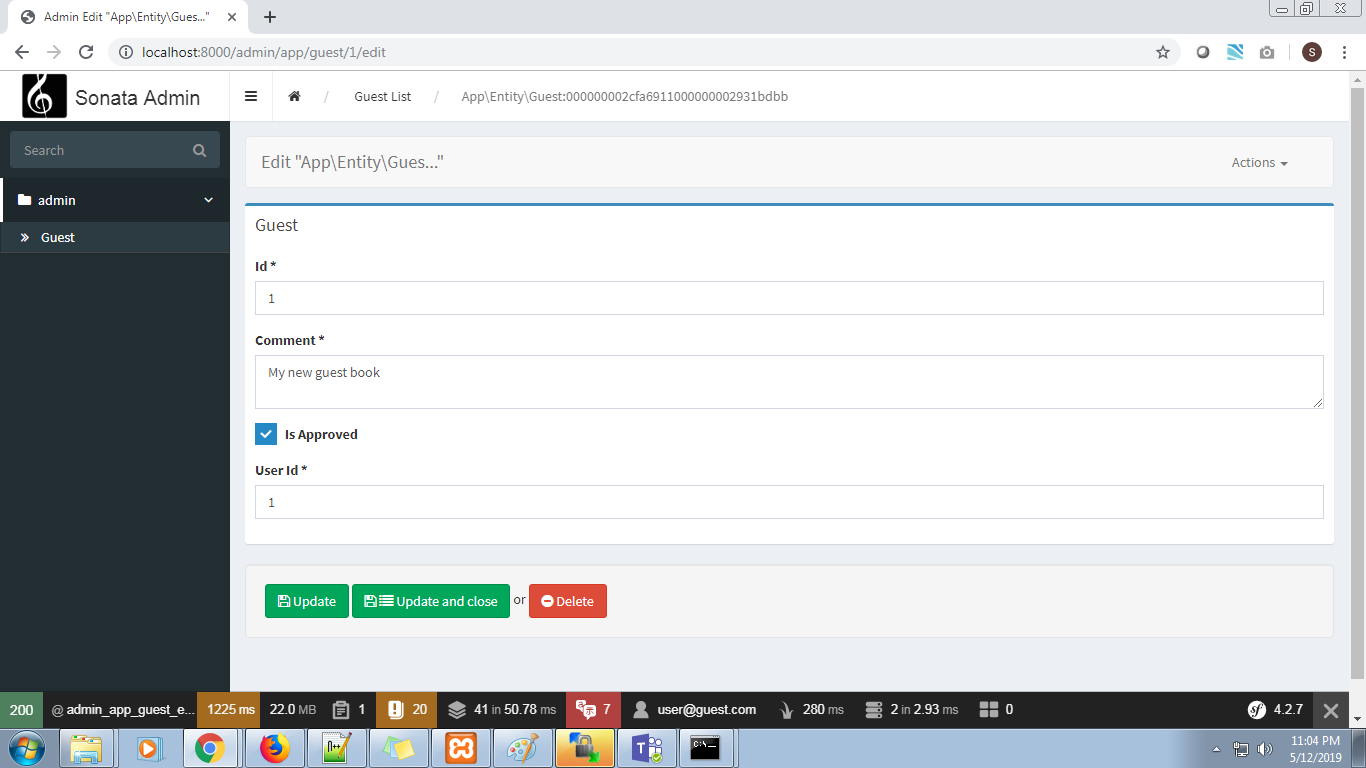 Admin Edit "App\Entity\Gues..."
localhost:8000/admin/app/guest/1/edit
S
Sonata Admin
/ Guest List / App\Entity\Guest:000000002cfa6911000000002931bdbb
Search
Edit "App\Entity\Gues..."
Actions
admin
Guest
Guest
Id *
1
Comment *
My new guest book
Is Approved
User Id *
1
Update
Update and close
or
Delete
200 @ admin_app_guest_e... 1225 ms 22.0 MB 1 20 41 in 50.78 ms 7 user@guest.com 280 ms 2 in 2.93 ms 0 4.2.7
11:04 PM
5/12/2019